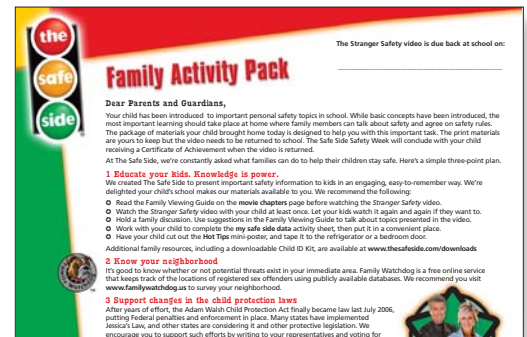 the
safe
side
The Stranger Safety video is due back at school on:
Family Activity Pack
Dear Parents and Guardians,
Your child has been introduced to important personal safety topics in school. While basic concepts have been introduced, the
most important learning should take place at home where family members can talk about safety and agree on safety rules.
The package of materials your child brought home today is designed to help you with this important task. The print materials
are yours to keep but the video needs to be returned to school. The Safe Side Safety Week will conclude with your child
receiving a Certificate of Achievement when the video is returned.
At The Safe Side, we're constantly asked what families can do to help their children stay safe. Here's a simple three-point plan.
1 Educate your kids. Knowledge is power.
We created The Safe Side to present important safety information to kids in an engaging, easy-to-remember way. We're
delighted your child's school has made our materials available to you. We recommend the following:
Read the Family Viewing Guide on the movie chapters page before watching the Stranger Safety video.
Watch the Stranger Safety video with your child at least once. Let your kids watch it again and again if they want to.
Hold a family discussion. Use suggestions in the Family Viewing Guide to talk about topics presented in the video.
Work with your child to complete the my safe side data activity sheet, then put it in a convenient place.
Have your child cut out the Hot Tips mini-poster, and tape it to the refrigerator or a bedroom door.
Additional family resources, including a downloadable Child ID Kit, are available at www.thesafeside.com/downloads
2 Know your neighborhood
It's good to know whether or not potential threats exist in your immediate area. Family Watchdog is a free online service
that keeps track of the locations of registered sex offenders using publicly available databases. We recommend you visit
www.familywatchdog.us to survey your neighborhood.
3 Support changes in the child protection laws
After years of effort, the Adam Walsh Child Protection Act finally became law last July 2006,
putting Federal penalties and enforcement in place. Many states have implemented
Jessica's Law, and other states are considering it and other protective legislation. We
encourage you to support such efforts by writing to your representatives and voting for